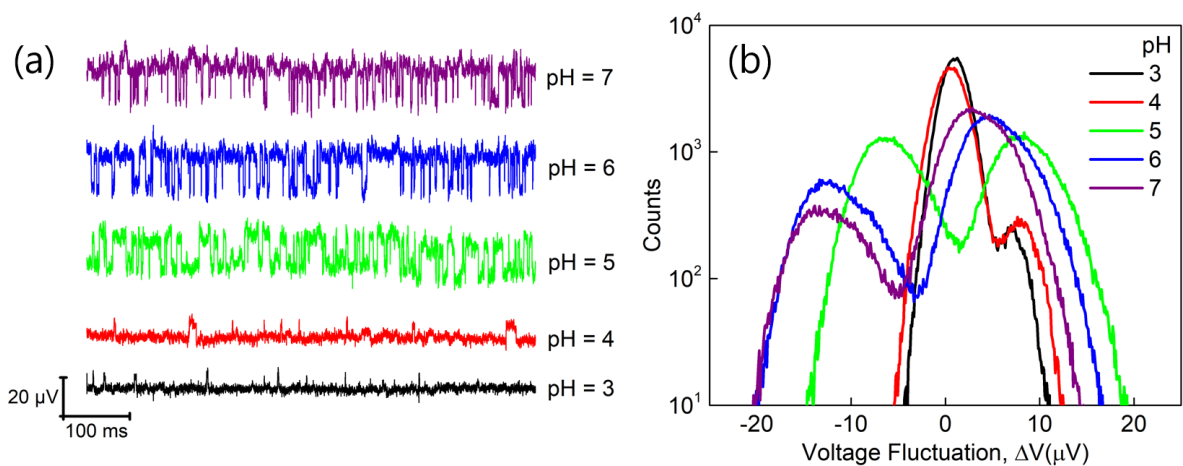 (a)
pH = 7
pH = 6
pH = 5
pH = 4
pH = 3
20 μV
100 ms
(b)
pH
3
4
5
6
7
10⁴
10³
10²
10¹
Counts
-20 -10 0 10 20
Voltage Fluctuation, ΔV(μV)